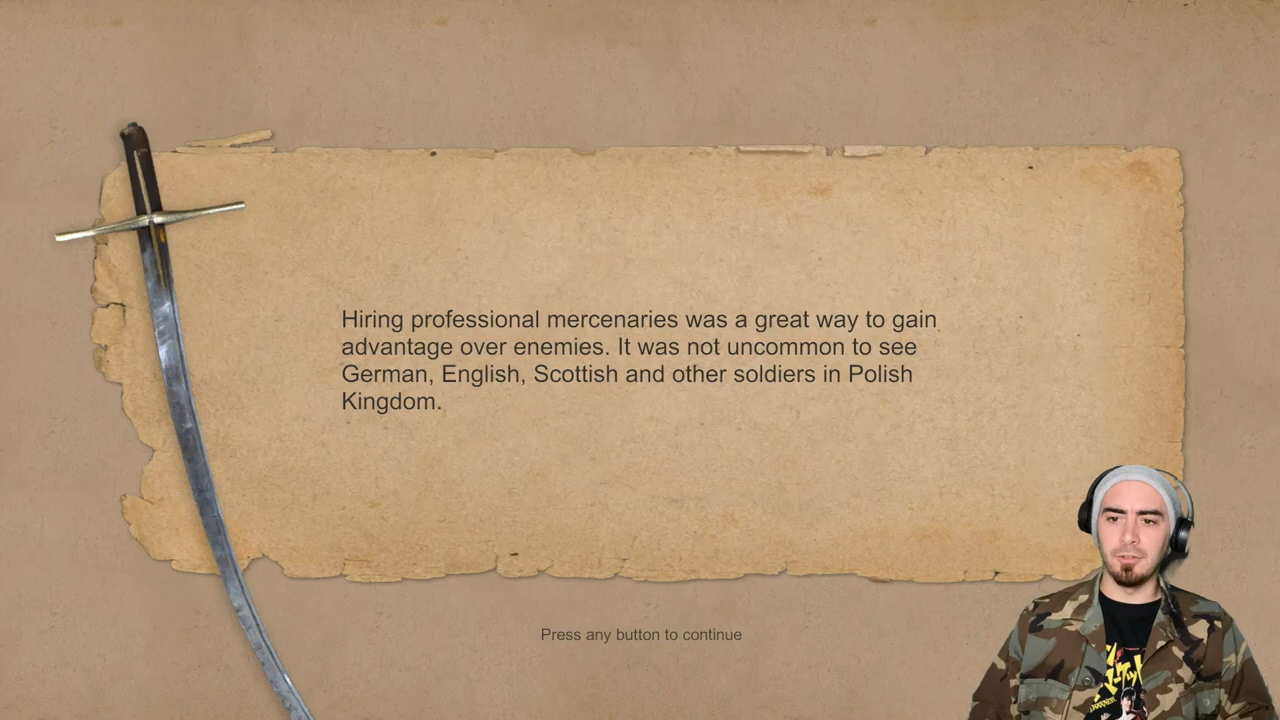 Hiring professional mercenaries was a great way to gain
advantage over enemies. It was not uncommon to see
German, English, Scottish and other soldiers in Polish
Kingdom.
Press any button to continue